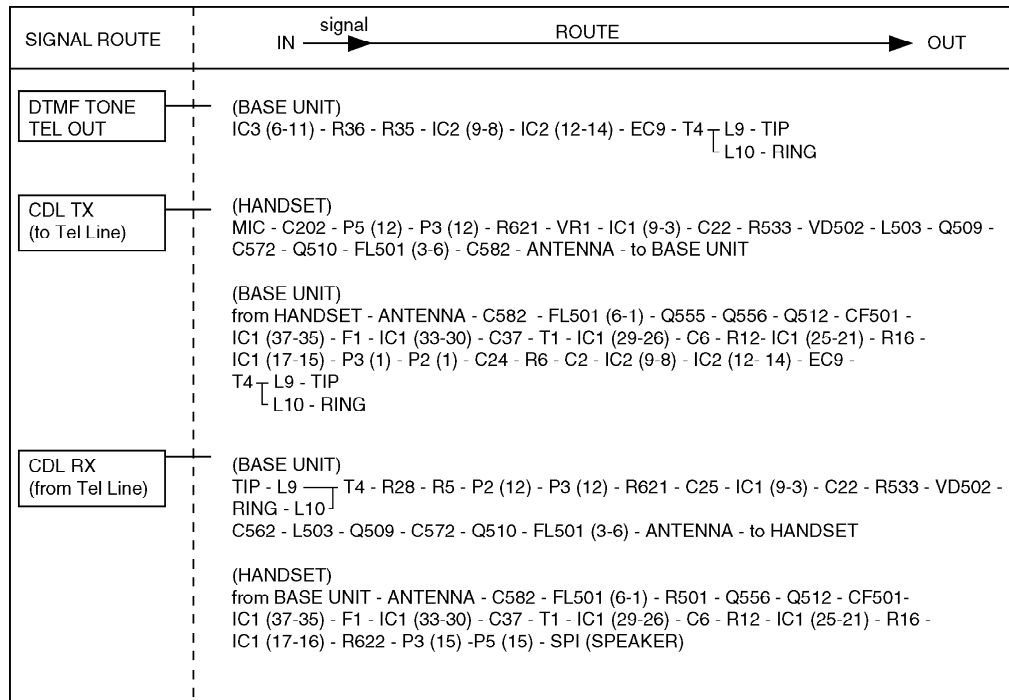 SIGNAL ROUTE
IN signal ROUTE OUT
DTMF TONE
TEL OUT
(BASE UNIT)
IC3 (6-11) - R36 - R35 - IC2 (9-8) - IC2 (12-14) - EC9 - T4 L9 - TIP
L10 - RING
CDL TX
(to Tel Line)
(HANDSET)
MIC - C202 - P5 (12) - P3 (12) - R621 - VR1 - IC1 (9-3) - C22 - R533 - VD502 - L503 - Q509 -
C572 - Q510 - FL501 (3-6) - C582 - ANTENNA - to BASE UNIT
(BASE UNIT)
from HANDSET - ANTENNA - C582 - FL501 (6-1) - Q555 - Q556 - Q512 - CF501 -
IC1 (37-35) - F1 - IC1 (33-30) - C37 - T1 - IC1 (29-26) - C6 - R12- IC1 (25-21) - R16 -
IC1 (17-15) - P3 (1) - P2 (1) - C24 - R6 - C2 - IC2 (9-8) - IC2 (12- 14) - EC9 -
T4 L9 - TIP
L10 - RING
CDL RX
(from Tel Line)
(BASE UNIT)
TIP - L9 T4 - R28 - R5 - P2 (12) - P3 (12) - R621 - C25 - IC1 (9-3) - C22 - R533 - VD502 -
RING - L10
C562 - L503 - Q509 - C572 - Q510 - FL501 (3-6) - ANTENNA - to HANDSET
(HANDSET)
from BASE UNIT - ANTENNA - C582 - FL501 (6-1) - R501 - Q556 - Q512 - CF501-
IC1 (37-35) - F1 - IC1 (33-30) - C37 - T1 - IC1 (29-26) - C6 - R12 - IC1 (25-21) - R16 -
IC1 (17-16) - R622 - P3 (15) -P5 (15) - SPI (SPEAKER)